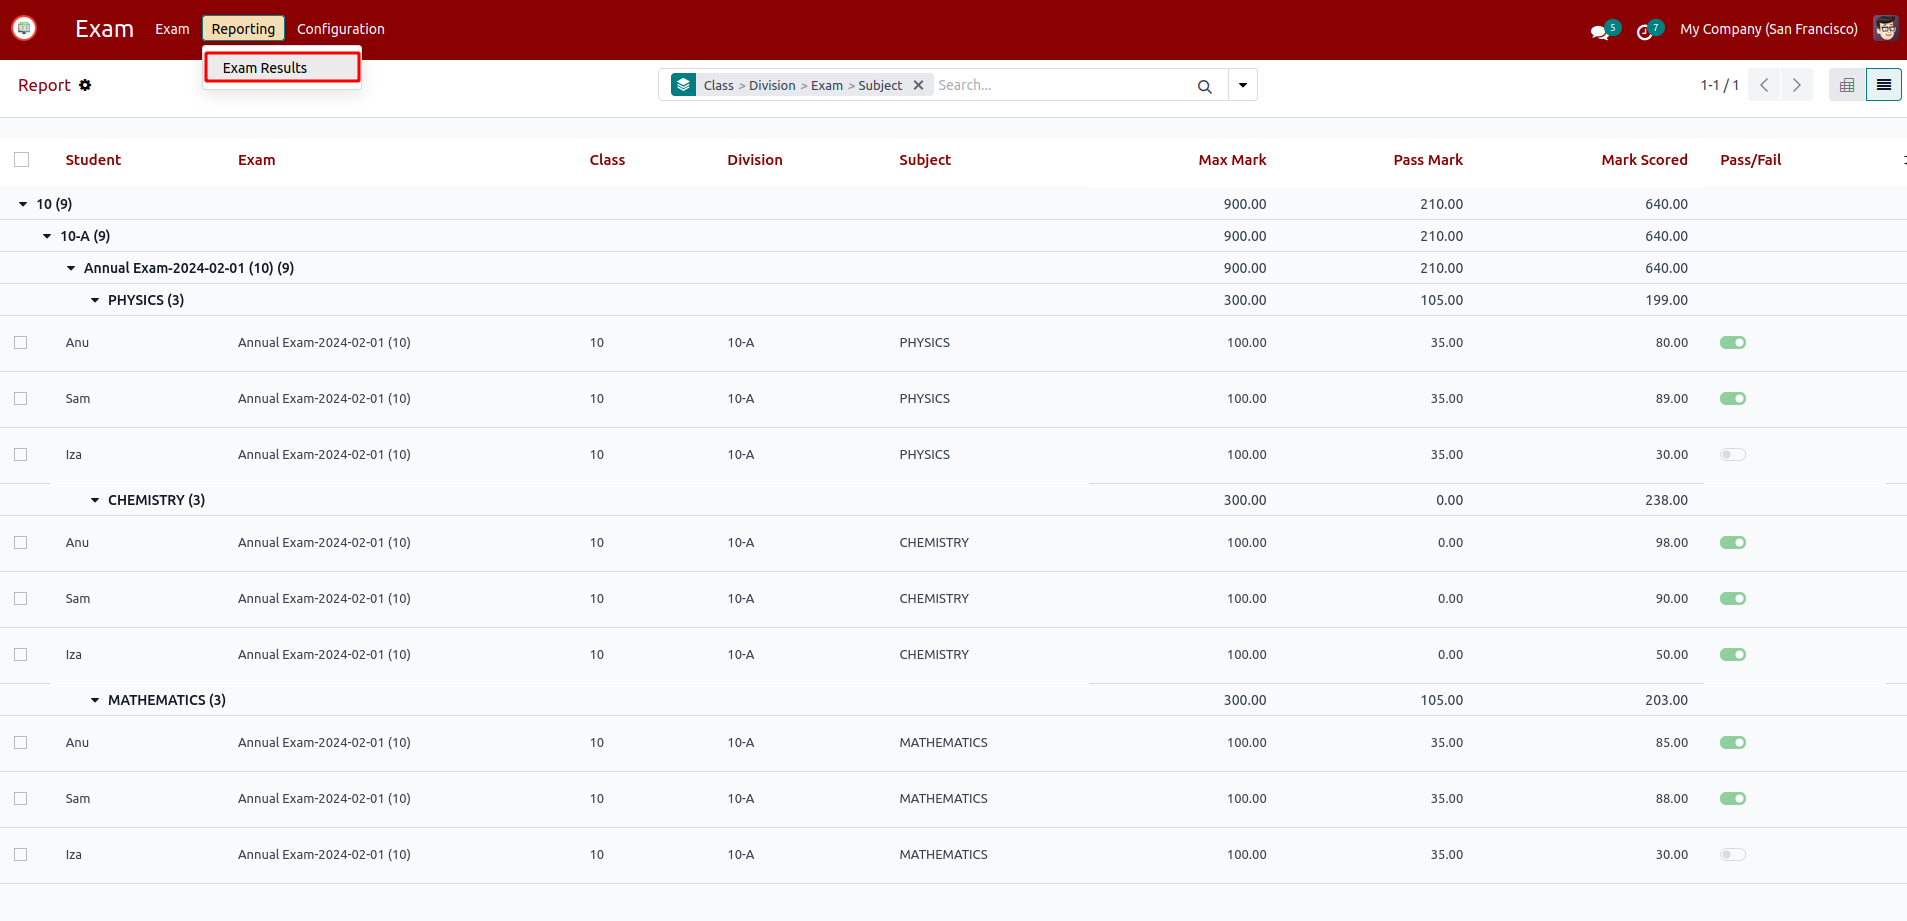 Exam Exam Reporting Configuration 5 7 My Company (San Francisco)
Exam Results
Report Class > Division > Exam > Subject Search... 1-1 / 1
Student Exam Class Division Subject Max Mark Pass Mark Mark Scored Pass/Fail
10 (9) 900.00 210.00 640.00
10-A (9) 900.00 210.00 640.00
Annual Exam-2024-02-01 (10) (9) 900.00 210.00 640.00
PHYSICS (3) 300.00 105.00 199.00
Anu Annual Exam-2024-02-01 (10) 10 10-A PHYSICS 100.00 35.00 80.00
Sam Annual Exam-2024-02-01 (10) 10 10-A PHYSICS 100.00 35.00 89.00
Iza Annual Exam-2024-02-01 (10) 10 10-A PHYSICS 100.00 35.00 30.00
CHEMISTRY (3) 300.00 0.00 238.00
Anu Annual Exam-2024-02-01 (10) 10 10-A CHEMISTRY 100.00 0.00 98.00
Sam Annual Exam-2024-02-01 (10) 10 10-A CHEMISTRY 100.00 0.00 90.00
Iza Annual Exam-2024-02-01 (10) 10 10-A CHEMISTRY 100.00 0.00 50.00
MATHEMATICS (3) 300.00 105.00 203.00
Anu Annual Exam-2024-02-01 (10) 10 10-A MATHEMATICS 100.00 35.00 85.00
Sam Annual Exam-2024-02-01 (10) 10 10-A MATHEMATICS 100.00 35.00 88.00
Iza Annual Exam-2024-02-01 (10) 10 10-A MATHEMATICS 100.00 35.00 30.00